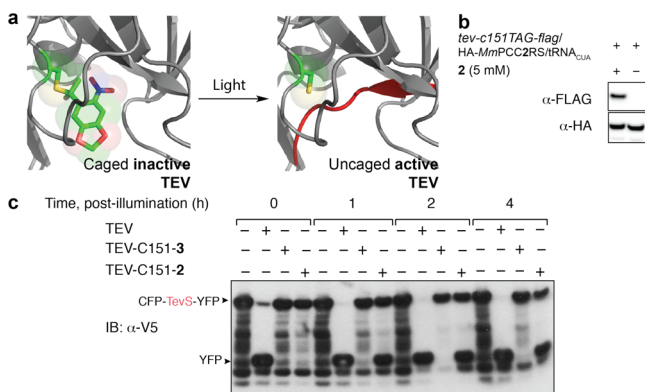 a
Light
Caged inactive
TEV
Uncaged active
TEV
b
tev-c151TAG-flag/
HA-MmPCC2RS/tRNA_CUA + +
2 (5 mM) + −
α-FLAG
α-HA
c
Time, post-illumination (h) 0 1 2 4
TEV − + − − − + − − − + − − − + − −
TEV-C151-3 − − + − − − + − − − + − − − + −
TEV-C151-2 − − − + − − − + − − − + − − − +
CFP-TevS-YFP
IB: α-V5
YFP